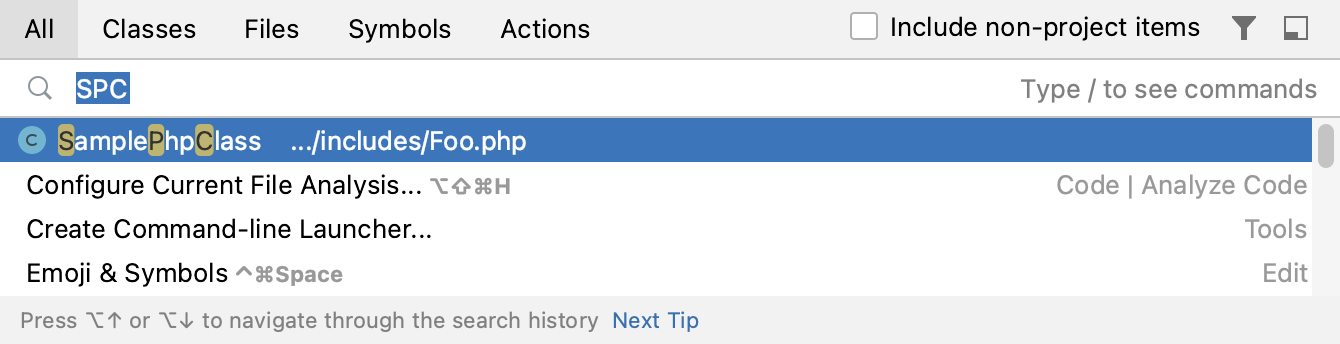 All Classes Files Symbols Actions Include non-project items
SPC Type / to see commands
C SamplePhpClass .../includes/Foo.php
Configure Current File Analysis... ⌥⇧⌘H Code | Analyze Code
Create Command-line Launcher... Tools
Emoji & Symbols ^⌘Space Edit
Press ⌥↑ or ⌥↓ to navigate through the search history Next Tip